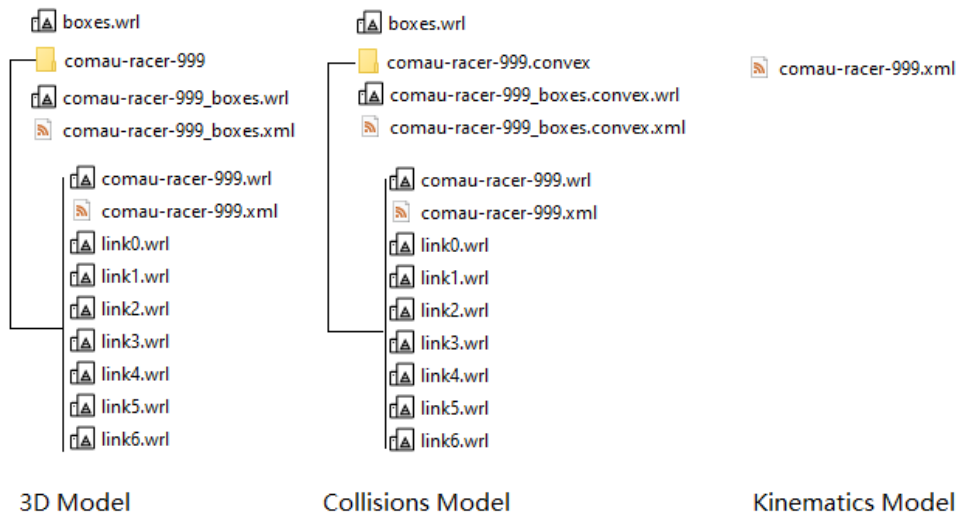 boxes.wrl
comau-racer-999
comau-racer-999_boxes.wrl
comau-racer-999_boxes.xml
comau-racer-999.wrl
comau-racer-999.xml
link0.wrl
link1.wrl
link2.wrl
link3.wrl
link4.wrl
link5.wrl
link6.wrl
3D Model
boxes.wrl
comau-racer-999.convex
comau-racer-999_boxes.convex.wrl
comau-racer-999_boxes.convex.xml
comau-racer-999.wrl
comau-racer-999.xml
link0.wrl
link1.wrl
link2.wrl
link3.wrl
link4.wrl
link5.wrl
link6.wrl
Collisions Model
comau-racer-999.xml
Kinematics Model